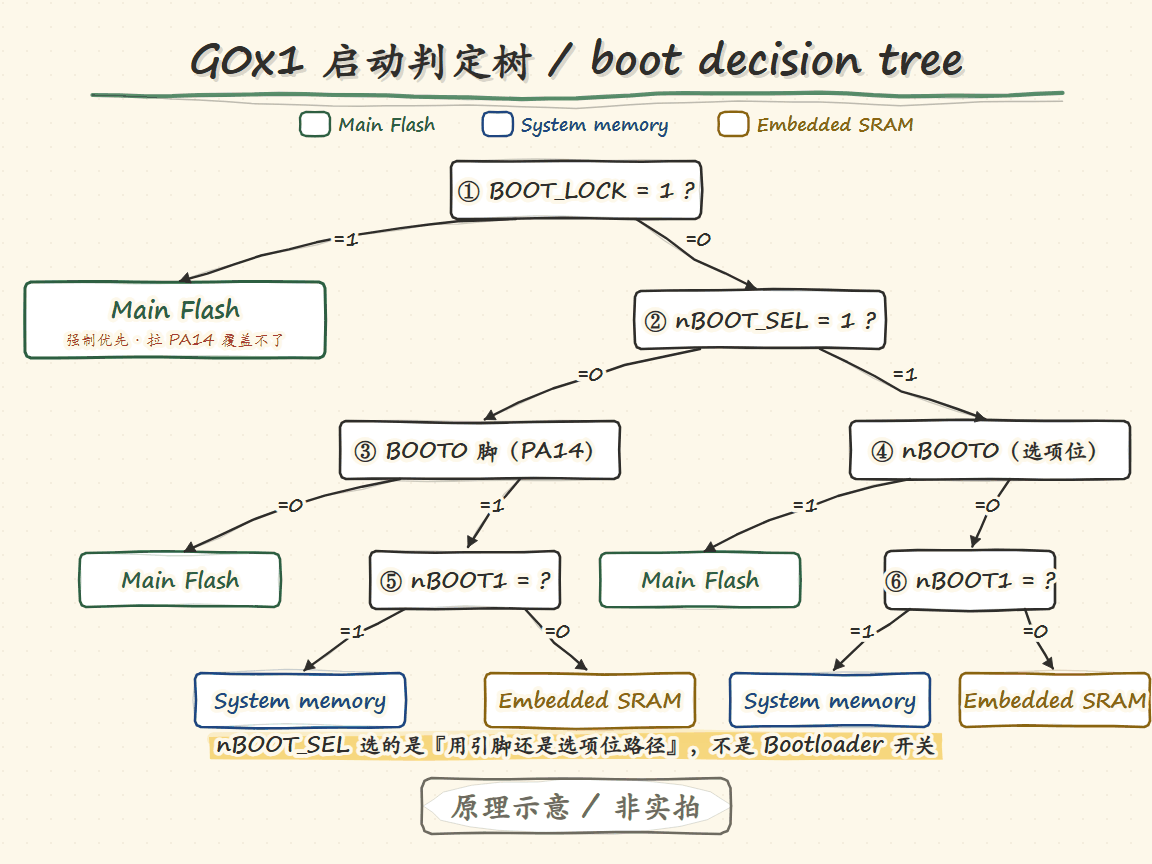 G0x1 启动判定树 / boot decision tree
Main Flash System memory Embedded SRAM
① BOOT_LOCK = 1 ?
=1 =0
Main Flash
强制优先·拉 PA14 覆盖不了
② nBOOT_SEL = 1 ?
=0 =1
③ BOOT0 脚（PA14） ④ nBOOT0（选项位）
=0 =1 =1 =0
Main Flash ⑤ nBOOT1 = ? Main Flash ⑥ nBOOT1 = ?
=1 =0 =1 =0
System memory Embedded SRAM System memory Embedded SRAM
nBOOT_SEL 选的是『用引脚还是选项位路径』，不是 Bootloader 开关
原理示意 / 非实拍